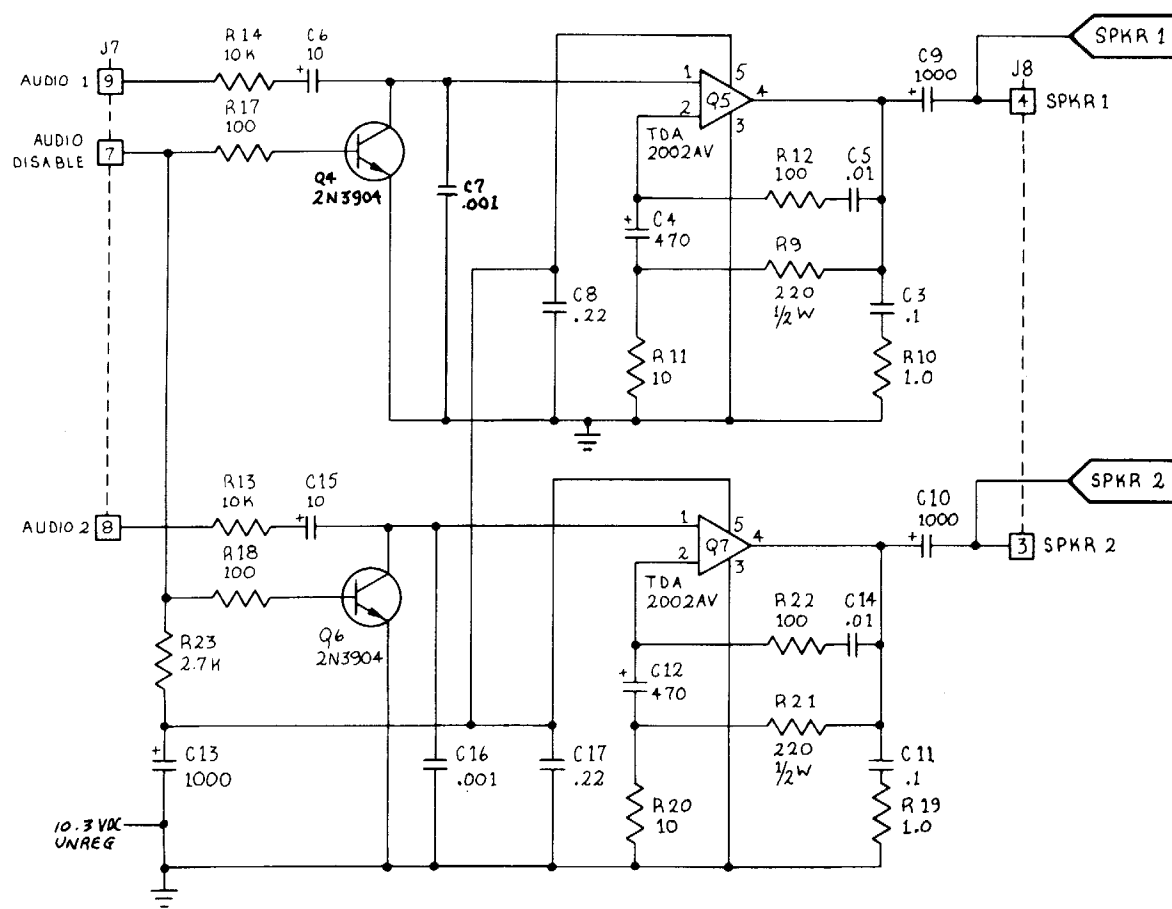 SPKR 1
J7
R14
10K
C6
+ 10
C9
1000
+
J8
AUDIO 1 9
1 5
Q5 4
2 3
4 SPKR 1
R17
100
AUDIO
DISABLE 7
TDA
2002AV
R12
100
C5
.01
Q4
2N3904
C7
.001
+ C4
470
R9
220
1/2 W
C8
.22
C3
.1
R11
10
R10
1.0
SPKR 2
R13
10K
C15
+ 10
C10
1000
+
AUDIO 2 8
1 5
Q7 4
2 3
3 SPKR 2
R18
100
TDA
2002AV
R22
100
C14
.01
Q6
2N3904
R23
2.7K
+ C12
470
R21
220
1/2 W
+ C13
1000
C16
.001
C17
.22
C11
.1
R20
10
R19
1.0
10.3 VDC
UNREG